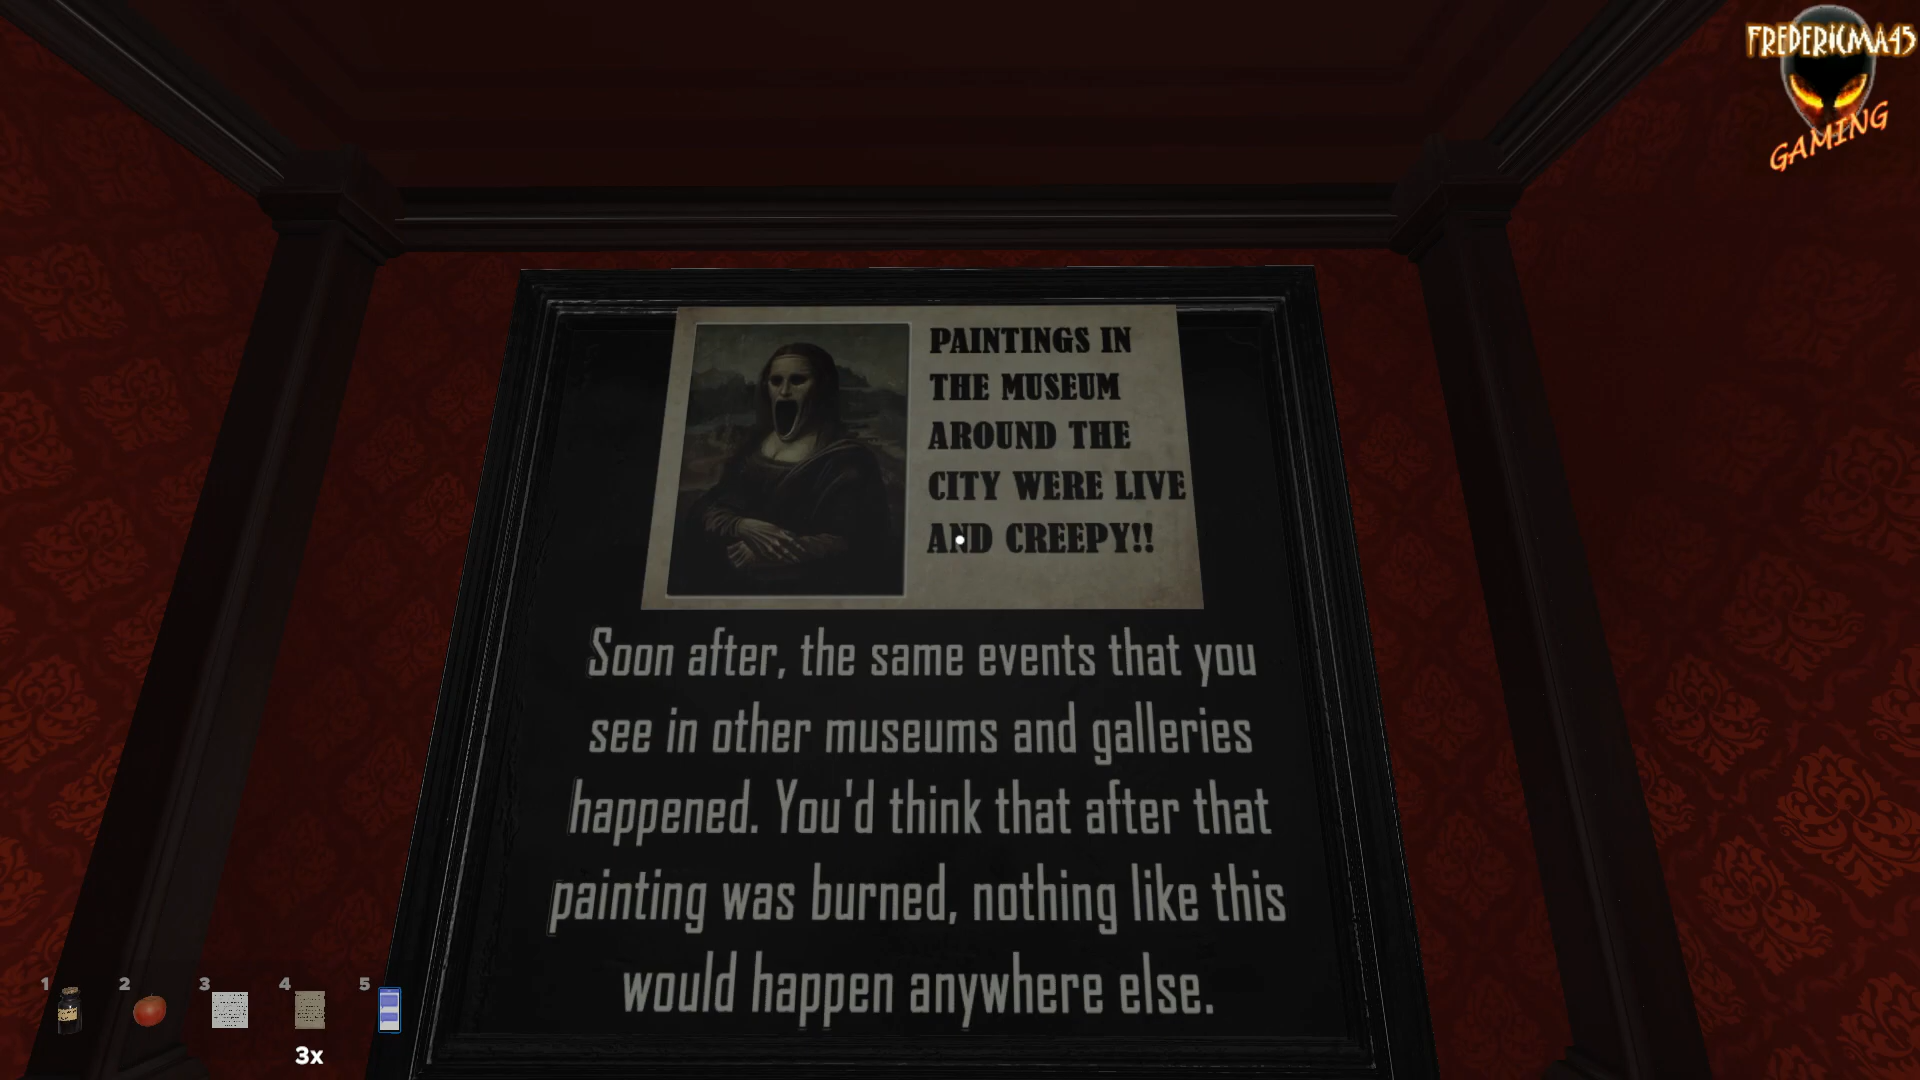 FREDERICMA45
GAMING
PAINTINGS IN
THE MUSEUM
AROUND THE
CITY WERE LIVE
AND CREEPY!!
Soon after, the same events that you
see in other museums and galleries
happened. You'd think that after that
painting was burned, nothing like this
would happen anywhere else.
1 2 3 4 5
3x